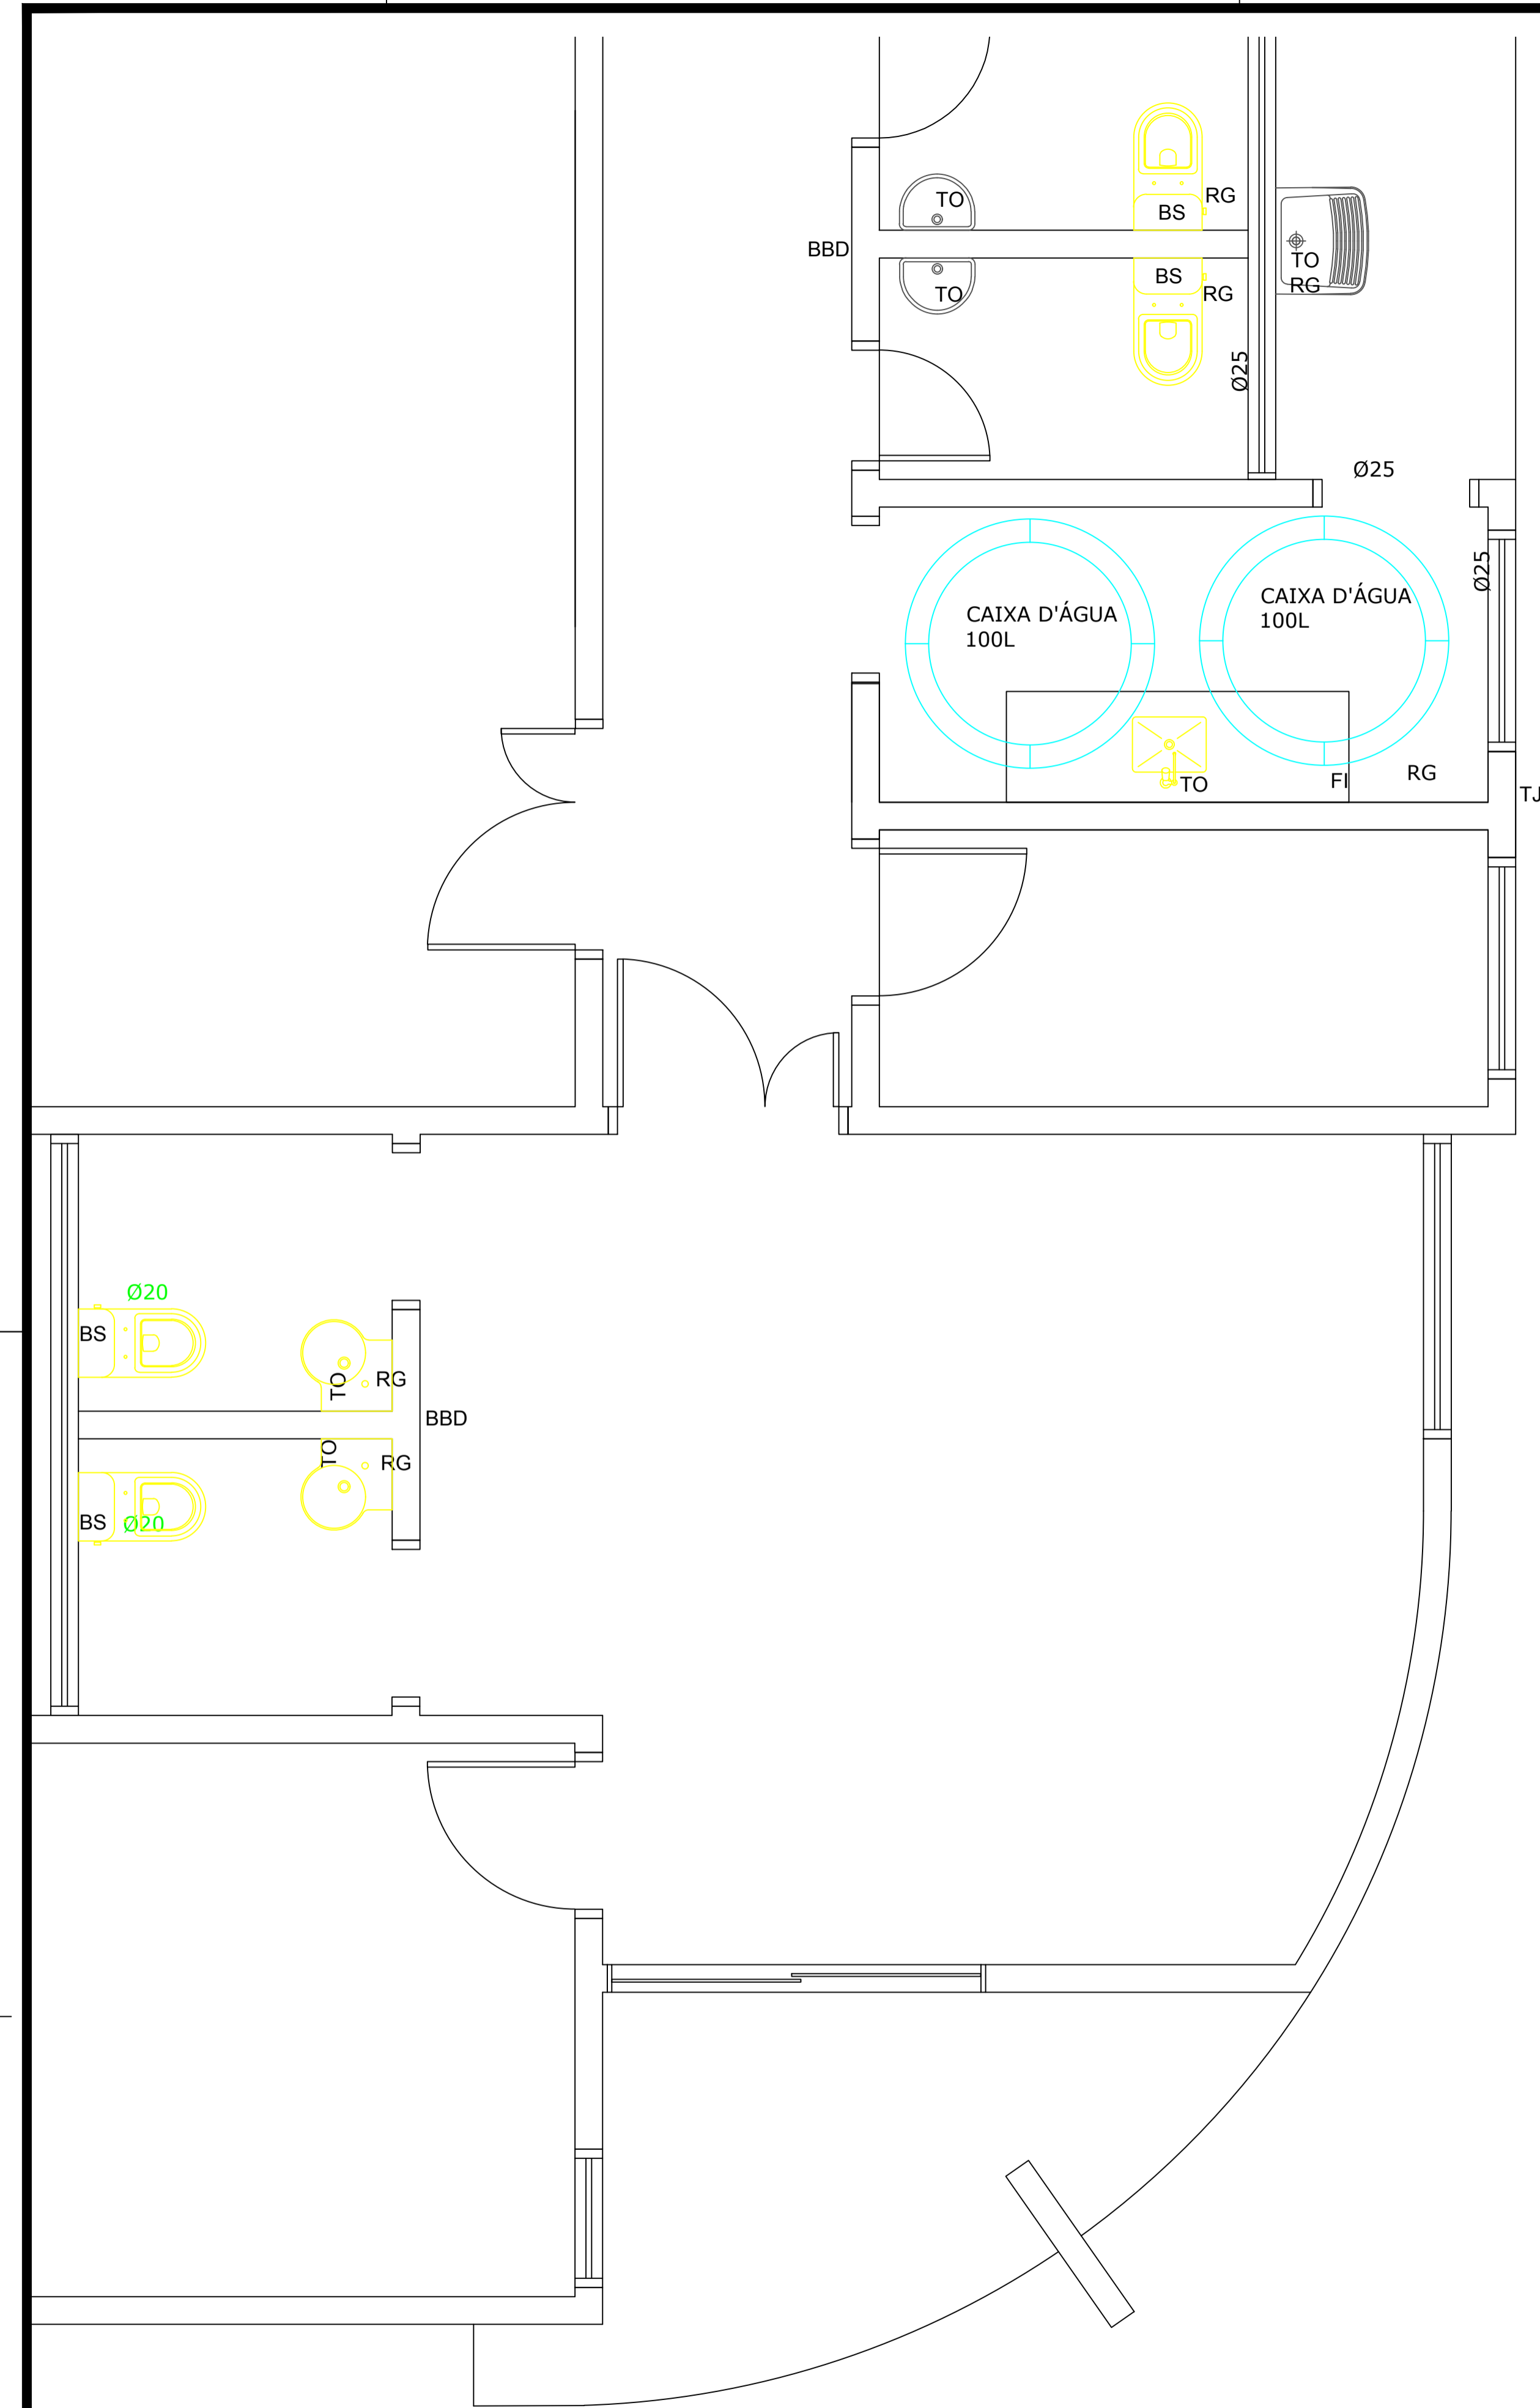 RG
TO
BS
BBD
TO
RG
BS
TO
RG
Ø25
Ø25
Ø25
CAIXA D'ÁGUA
100L
CAIXA D'ÁGUA
100L
TO
FI
RG
TJ
Ø20
BS
TO
RG
BBD
TO
RG
BS
Ø20